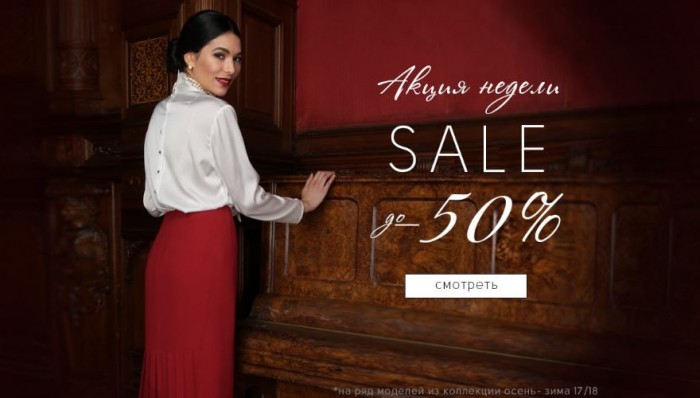 Акция недели
SALE
до -50%
смотреть
*на ряд моделей из коллекции осень- зима 17/18